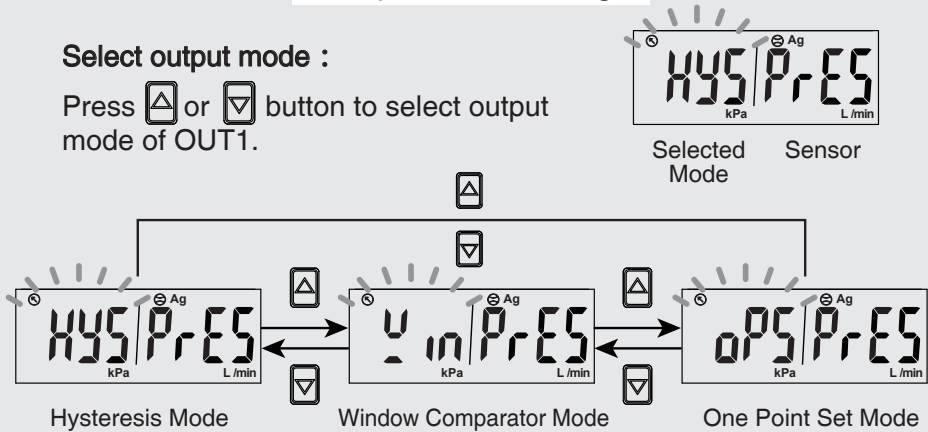 Select output mode :
Press or button to select output
mode of OUT1.
Ag
HYS PrES
kPa L /min
Selected Mode
Sensor
Ag
HYS PrES
kPa L /min
Ag
in PrES
kPa L /min
Ag
oPS PrES
kPa L /min
Hysteresis Mode
Window Comparator Mode
One Point Set Mode